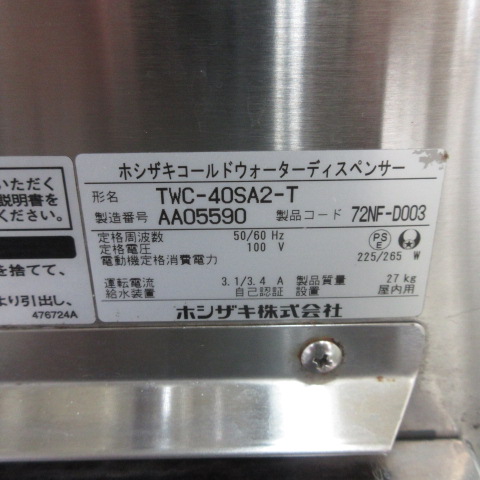 いただく
説明書を
ください。
を捨てて、
より引出し、
476724A
ホシザキコールドウォーターディスペンサー
形名 TWC-40SA2-T
製造番号 AA05590 製品コード 72NF-D003
定格周波数 50/60 Hz
定格電圧 100 V
電動機定格消費電力 225/265 W
PS
E
運転電流 3.1/3.4 A 製品質量 27 kg
給水装置 自己認証 設置 屋内用
ホシザキ株式会社